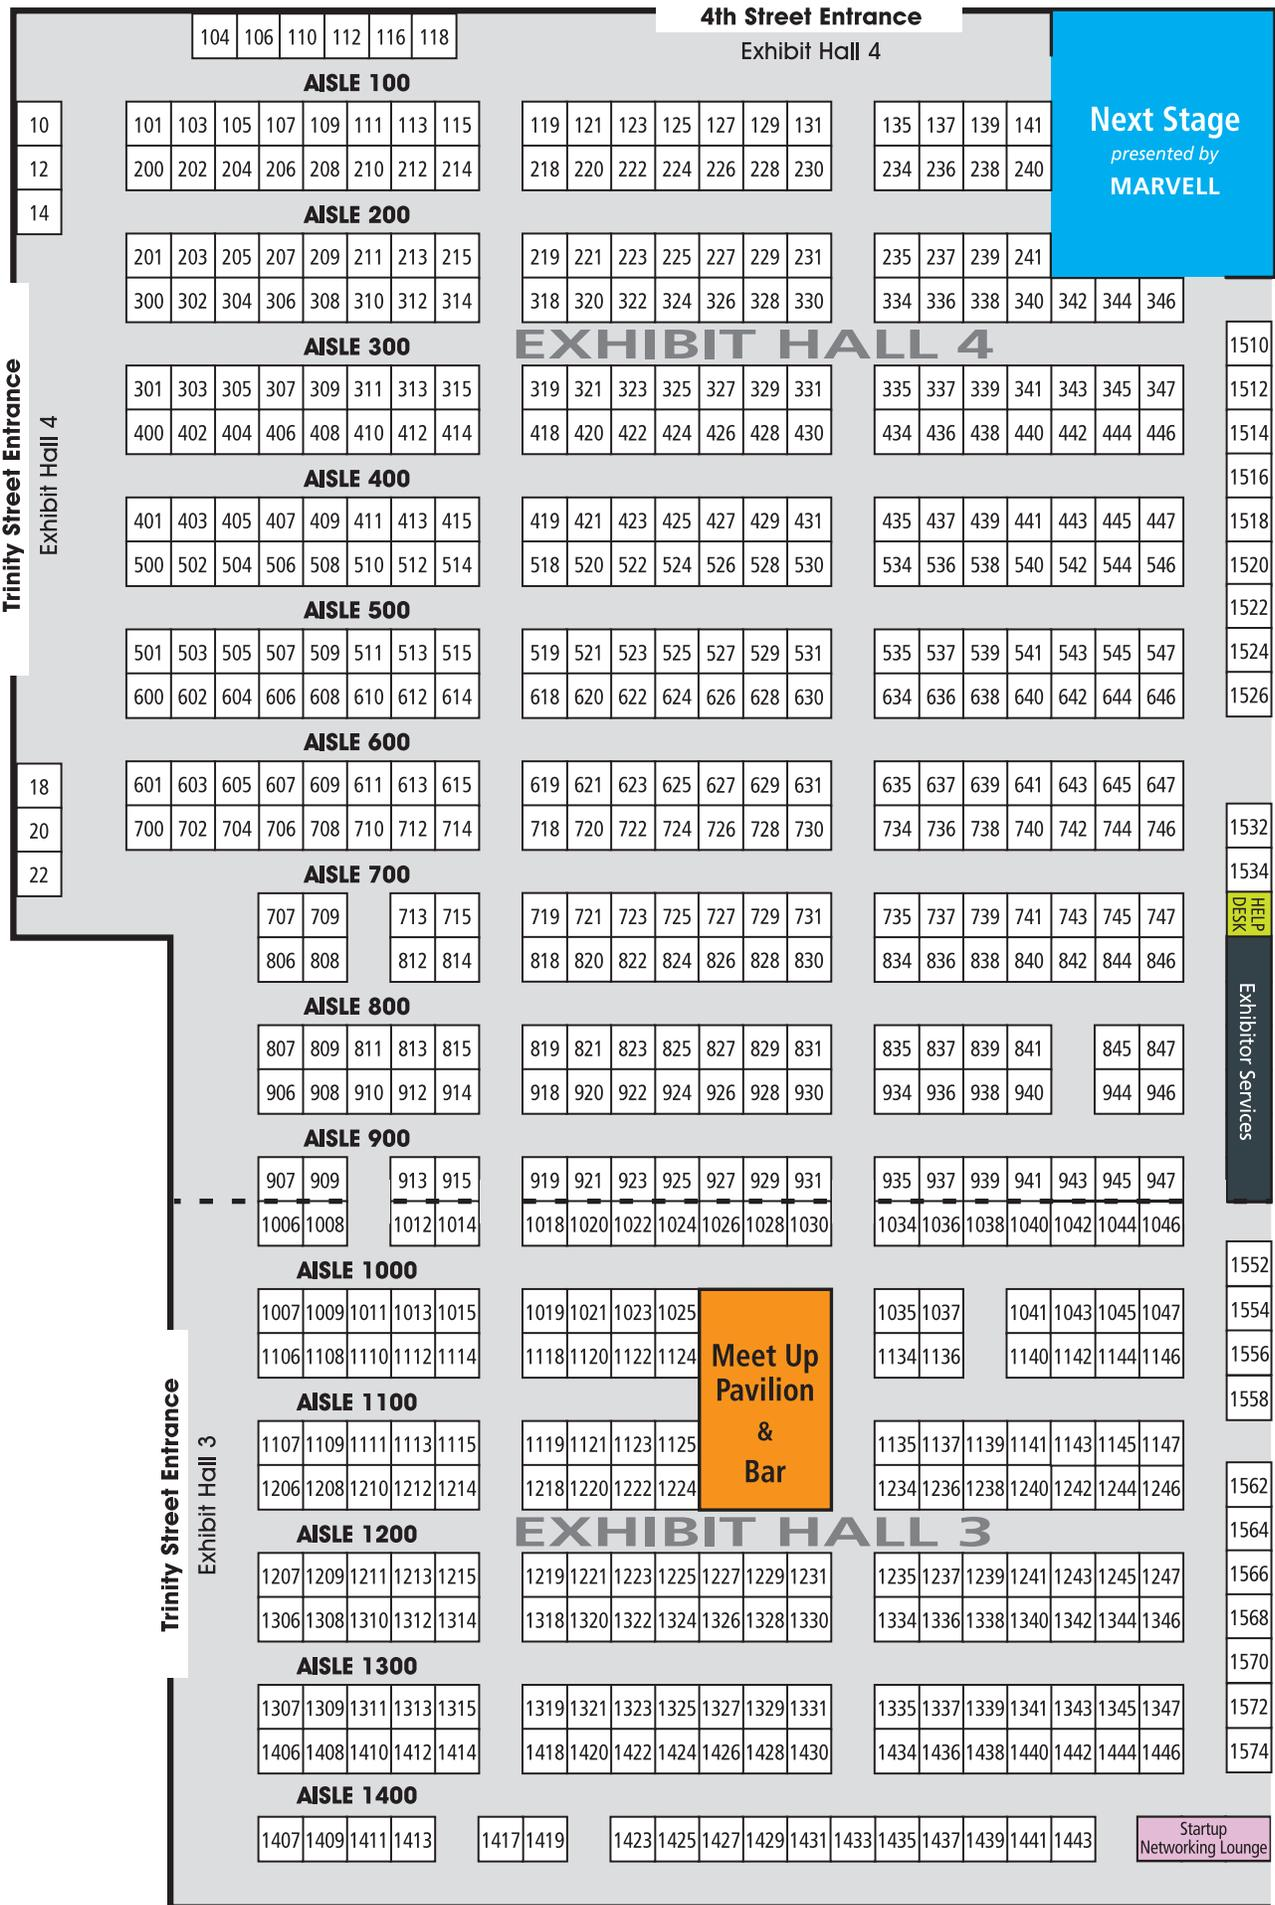 4th Street Entrance
Exhibit Hall 4
104 106 110 112 116 118
AISLE 100
10
12
14
101 103 105 107 109 111 113 115 119 121 123 125 127 129 131 135 137 139 141
200 202 204 206 208 210 212 214 218 220 222 224 226 228 230 234 236 238 240
Next Stage
presented by
MARVELL
AISLE 200
201 203 205 207 209 211 213 215 219 221 223 225 227 229 231 235 237 239 241
300 302 304 306 308 310 312 314 318 320 322 324 326 328 330 334 336 338 340 342 344 346
AISLE 300
EXHIBIT HALL 4
301 303 305 307 309 311 313 315 319 321 323 325 327 329 331 335 337 339 341 343 345 347
400 402 404 406 408 410 412 414 418 420 422 424 426 428 430 434 436 438 440 442 444 446
Trinity Street Entrance
Exhibit Hall 4
AISLE 400
401 403 405 407 409 411 413 415 419 421 423 425 427 429 431 435 437 439 441 443 445 447
500 502 504 506 508 510 512 514 518 520 522 524 526 528 530 534 536 538 540 542 544 546
AISLE 500
501 503 505 507 509 511 513 515 519 521 523 525 527 529 531 535 537 539 541 543 545 547
600 602 604 606 608 610 612 614 618 620 622 624 626 628 630 634 636 638 640 642 644 646
1510
1512
1514
1516
1518
1520
1522
1524
1526
AISLE 600
18
20
22
601 603 605 607 609 611 613 615 619 621 623 625 627 629 631 635 637 639 641 643 645 647
700 702 704 706 708 710 712 714 718 720 722 724 726 728 730 734 736 738 740 742 744 746
1532
1534
HELP
DESK
Exhibitor Services
AISLE 700
707 709 713 715 719 721 723 725 727 729 731 735 737 739 741 743 745 747
806 808 812 814 818 820 822 824 826 828 830 834 836 838 840 842 844 846
AISLE 800
807 809 811 813 815 819 821 823 825 827 829 831 835 837 839 841 845 847
906 908 910 912 914 918 920 922 924 926 928 930 934 936 938 940 944 946
AISLE 900
907 909 913 915 919 921 923 925 927 929 931 935 937 939 941 943 945 947
1006 1008 1012 1014 1018 1020 1022 1024 1026 1028 1030 1034 1036 1038 1040 1042 1044 1046
AISLE 1000
1007 1009 1011 1013 1015 1019 1021 1023 1025 1035 1037 1041 1043 1045 1047
1106 1108 1110 1112 1114 1118 1120 1122 1124 1134 1136 1140 1142 1144 1146
Meet Up
Pavilion
&
Bar
1552
1554
1556
1558
AISLE 1100
1107 1109 1111 1113 1115 1119 1121 1123 1125 1135 1137 1139 1141 1143 1145 1147
1206 1208 1210 1212 1214 1218 1220 1222 1224 1234 1236 1238 1240 1242 1244 1246
Trinity Street Entrance
Exhibit Hall 3
AISLE 1200
EXHIBIT HALL 3
1207 1209 1211 1213 1215 1219 1221 1223 1225 1227 1229 1231 1235 1237 1239 1241 1243 1245 1247
1306 1308 1310 1312 1314 1318 1320 1322 1324 1326 1328 1330 1334 1336 1338 1340 1342 1344 1346
AISLE 1300
1307 1309 1311 1313 1315 1319 1321 1323 1325 1327 1329 1331 1335 1337 1339 1341 1343 1345 1347
1406 1408 1410 1412 1414 1418 1420 1422 1424 1426 1428 1430 1434 1436 1438 1440 1442 1444 1446
1562
1564
1566
1568
1570
1572
1574
AISLE 1400
1407 1409 1411 1413 1417 1419 1423 1425 1427 1429 1431 1433 1435 1437 1439 1441 1443
Startup
Networking Lounge